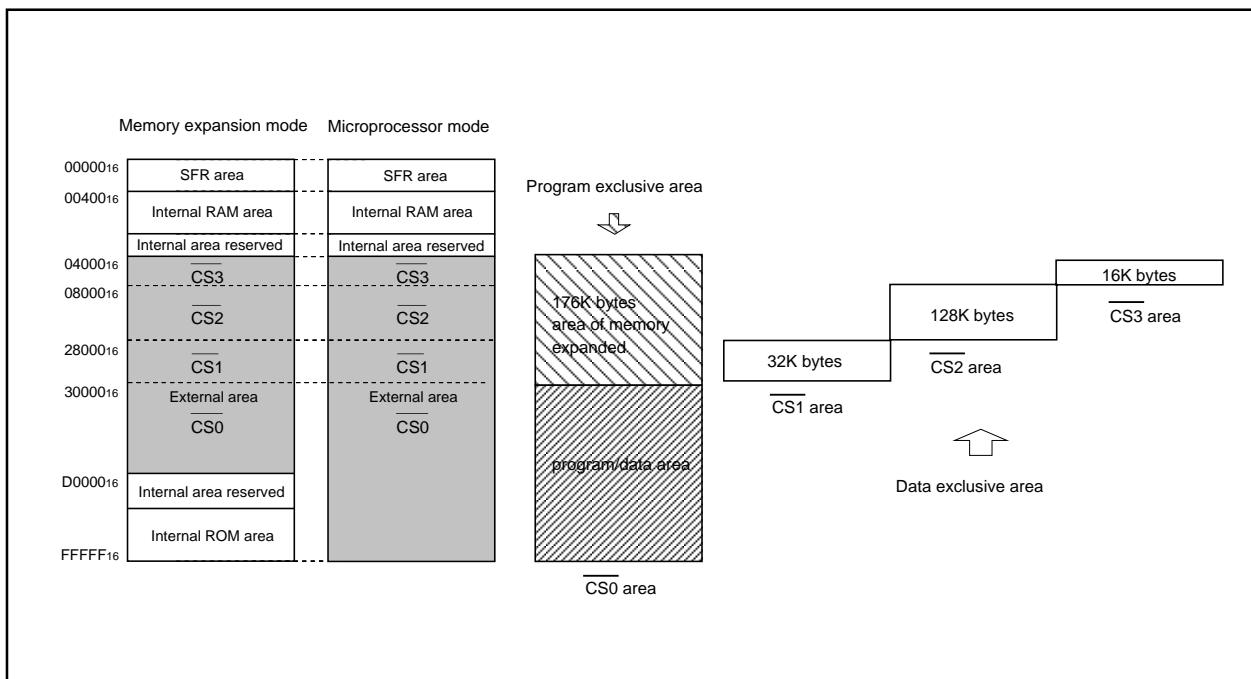 Memory expansion mode
Microprocessor mode
00000₁₆
SFR area
SFR area
00400₁₆
Internal RAM area
Internal RAM area
Internal area reserved
Internal area reserved
04000₁₆
CS3
CS3
08000₁₆
CS2
CS2
28000₁₆
CS1
CS1
30000₁₆
External area
External area
CS0
CS0
D0000₁₆
Internal area reserved
Internal ROM area
FFFFF₁₆
Program exclusive area
176K bytes
area of memory
expanded
program/data area
CS0 area
32K bytes
CS1 area
128K bytes
CS2 area
16K bytes
CS3 area
Data exclusive area